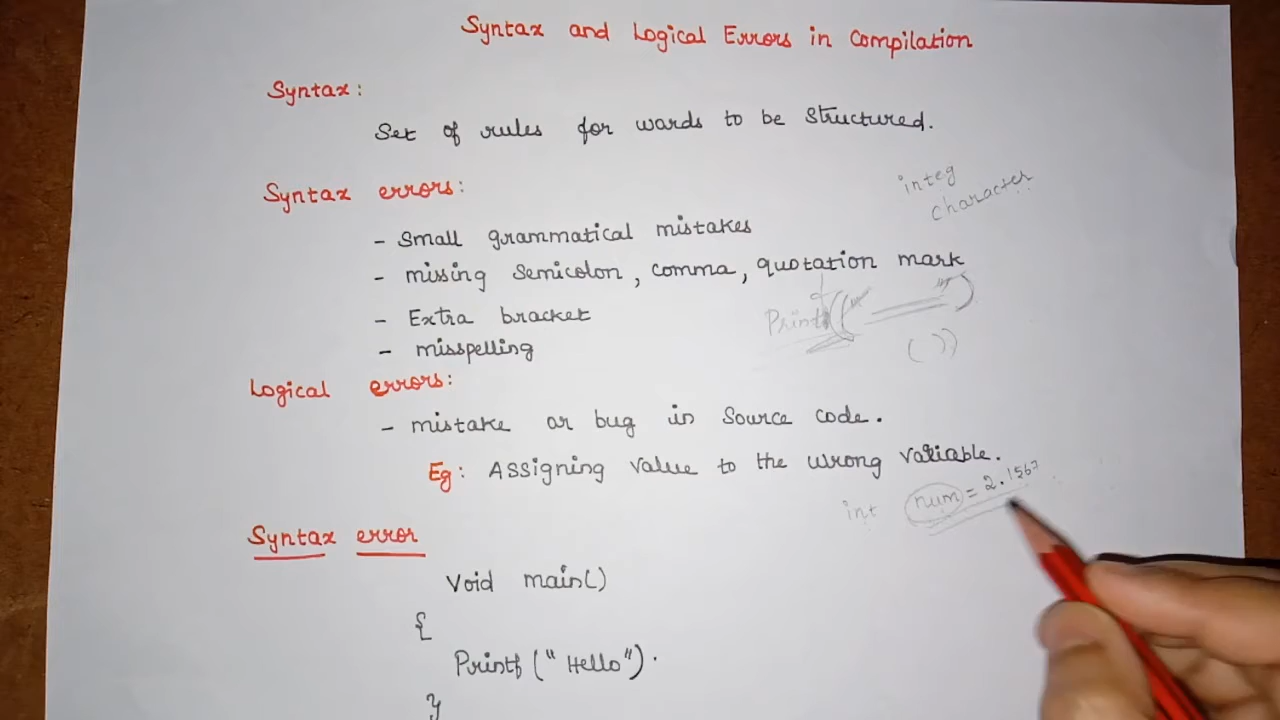 Syntax and Logical Errors in Compilation
Syntax:
Set of rules for words to be structured.
Syntax errors:
integ
character
- Small grammatical mistakes
- missing semicolon, comma, quotation mark
- Extra bracket
Printf(" ")
( ))
- misspelling
Logical errors:
- mistake or bug in source code.
Eg: Assigning value to the wrong variable.
int num = 2.1567
Syntax error
Void main()
{
Printf ("Hello").
}